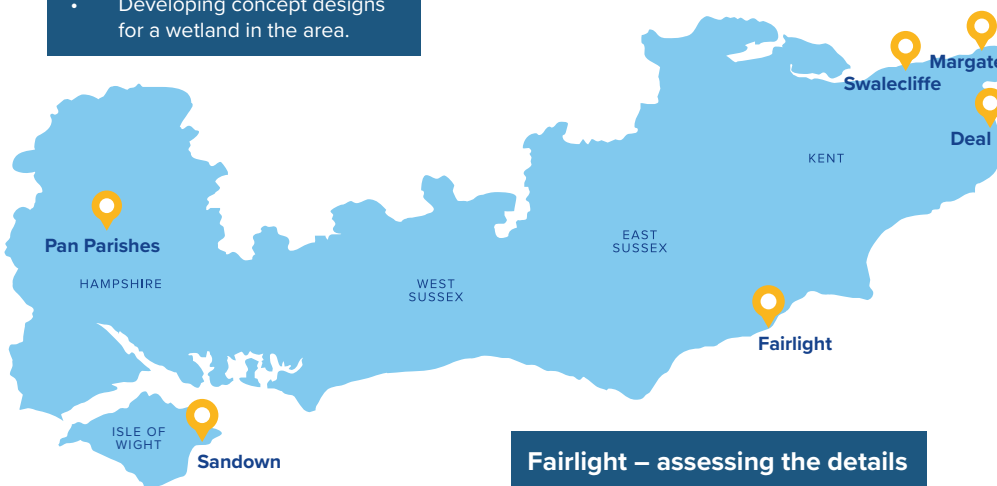 • Developing concept designs
for a wetland in the area.
Margate
Swalecliffe
Deal
KENT
Pan Parishes
EAST
SUSSEX
HAMPSHIRE
WEST
SUSSEX
Fairlight
ISLE OF
WIGHT
Sandown
Fairlight – assessing the details